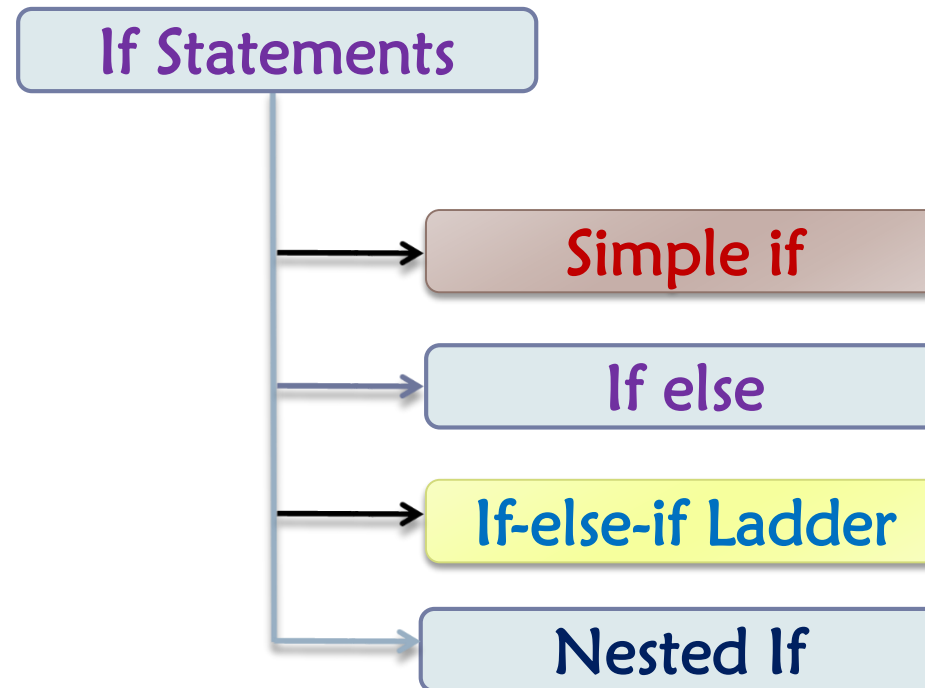 If Statements
Simple if
If else
If-else-if Ladder
Nested If